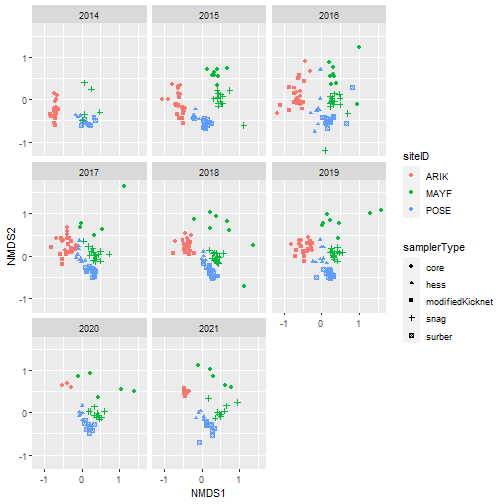 2014 2015 2016
1
0
-1
2017 2018 2019
1
0
-1
-1 0 1
2020 2021
1
0
-1
-1 0 1 -1 0 1
NMDS1
NMDS2
siteID
ARIK
MAYF
POSE
samplerType
core
hess
modifiedKicknet
snag
surber